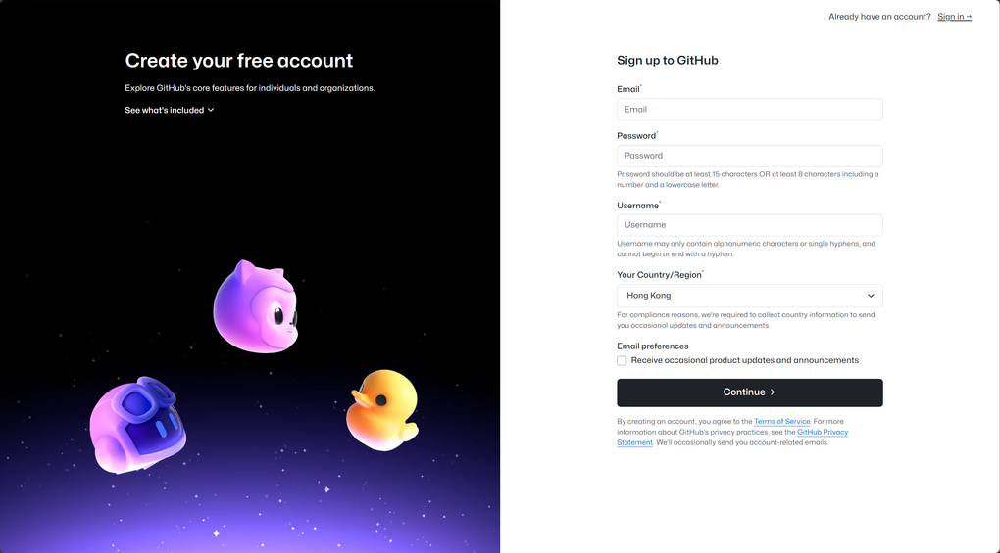 Already have an account? Sign in →
Create your free account
Explore GitHub's core features for individuals and organizations.
See what's included
Sign up to GitHub
Email*
Email
Password*
Password
Password should be at least 15 characters OR at least 8 characters including a
number and a lowercase letter.
Username*
Username
Username may only contain alphanumeric characters or single hyphens, and
cannot begin or end with a hyphen.
Your Country/Region*
Hong Kong
For compliance reasons, we're required to collect country information to send
you occasional updates and announcements.
Email preferences
Receive occasional product updates and announcements
Continue
By creating an account, you agree to the Terms of Service. For more
information about GitHub's privacy practices, see the GitHub Privacy
Statement. We'll occasionally send you account-related emails.